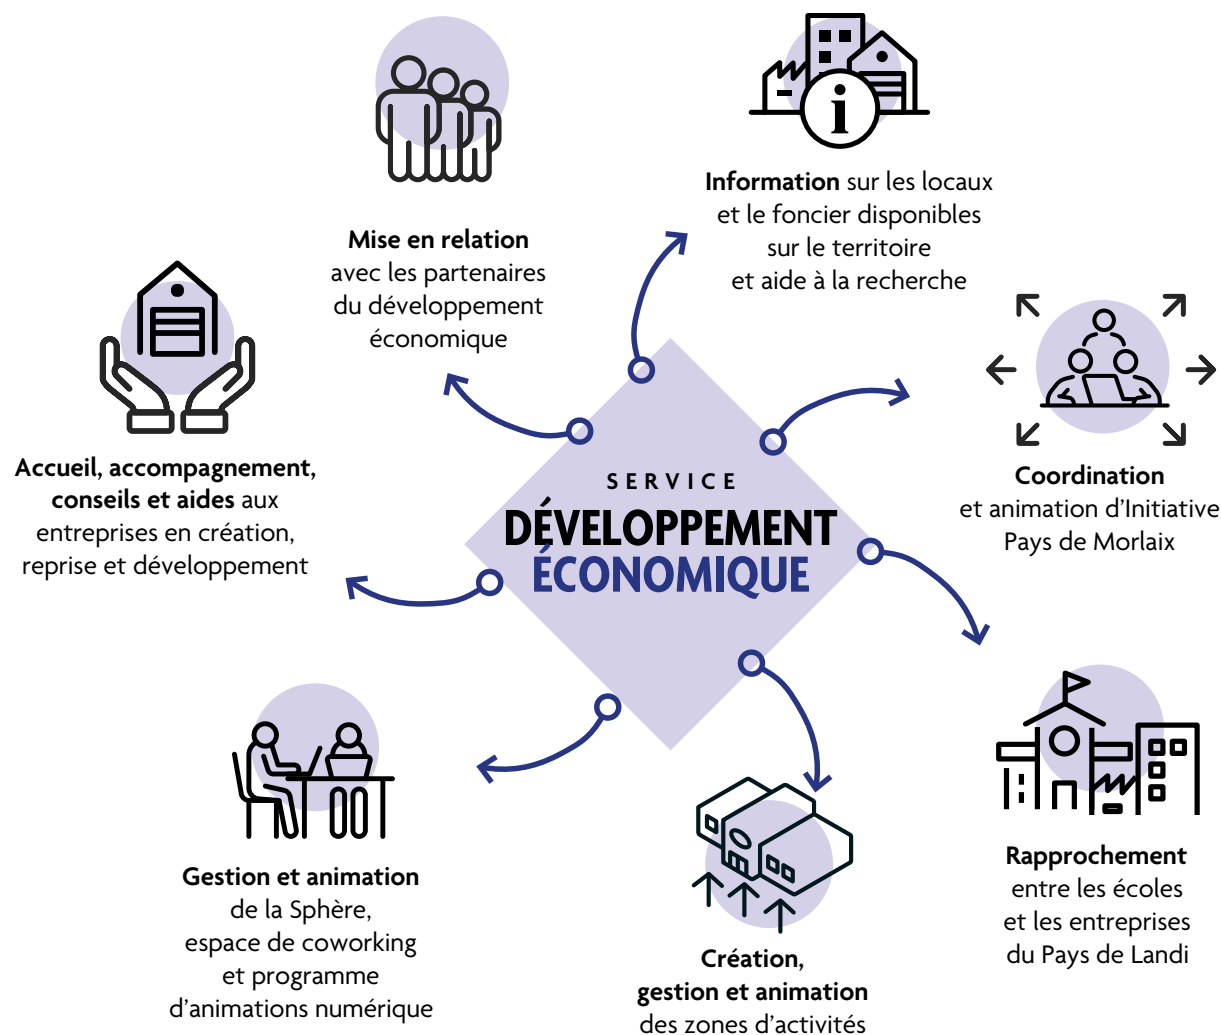 Information sur les locaux
et le foncier disponibles
sur le territoire
et aide à la recherche
Mise en relation
avec les partenaires
du développement
économique
Accueil, accompagnement,
conseils et aides aux
entreprises en création,
reprise et développement
Coordination
et animation d'Initiative
Pays de Morlaix
SERVICE
DÉVELOPPEMENT
ÉCONOMIQUE
Gestion et animation
de la Sphère,
espace de coworking
et programme
d'animations numérique
Création,
gestion et animation
des zones d'activités
Rapprochement
entre les écoles
et les entreprises
du Pays de Landi